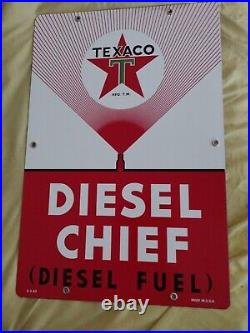 TEXACO
T
REG. T.M.
DIESEL
CHIEF
(DIESEL FUEL)
MADE IN U.S.A.